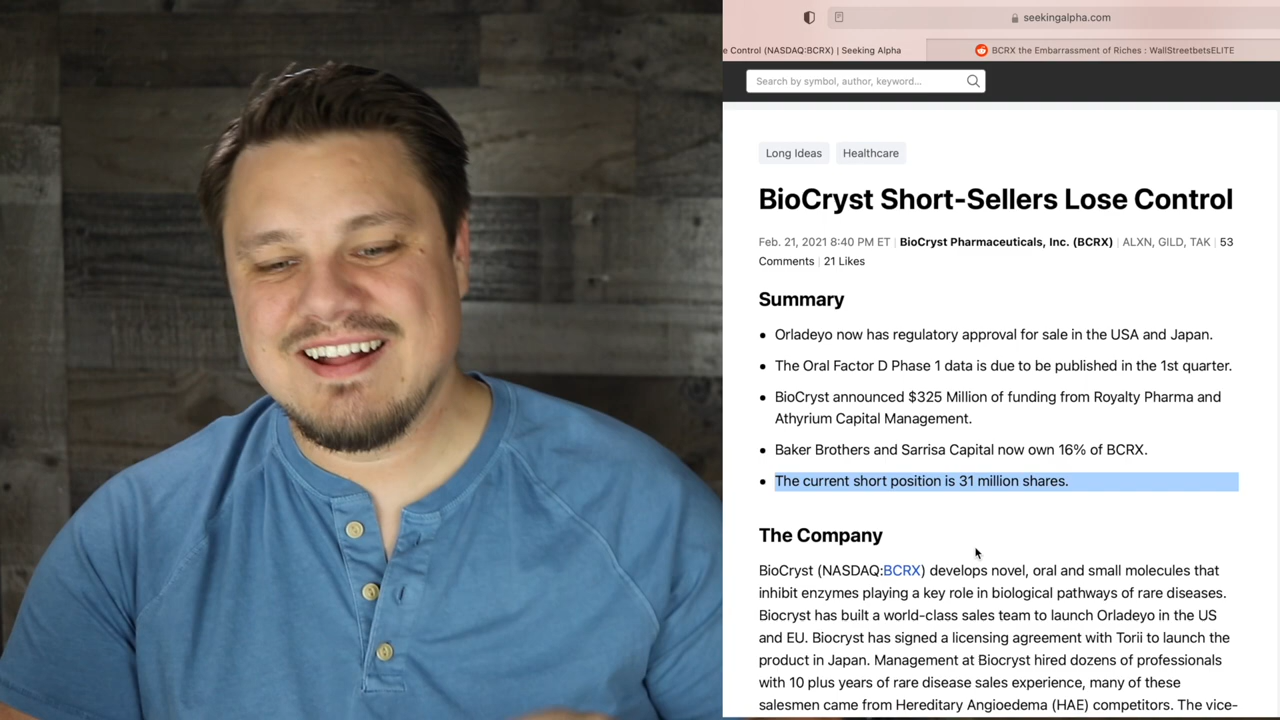 seekingalpha.com
e Control (NASDAQ:BCRX) | Seeking Alpha
BCRX the Embarrassment of Riches : WallStreetbetsELITE
Search by symbol, author, keyword...
Long Ideas
Healthcare
BioCryst Short-Sellers Lose Control
Feb. 21, 2021 8:40 PM ET | BioCryst Pharmaceuticals, Inc. (BCRX) | ALXN, GILD, TAK | 53
Comments | 21 Likes
Summary
• Orladeyo now has regulatory approval for sale in the USA and Japan.
• The Oral Factor D Phase 1 data is due to be published in the 1st quarter.
• BioCryst announced $325 Million of funding from Royalty Pharma and
Athyrium Capital Management.
• Baker Brothers and Sarrisa Capital now own 16% of BCRX.
• The current short position is 31 million shares.
The Company
BioCryst (NASDAQ:BCRX) develops novel, oral and small molecules that
inhibit enzymes playing a key role in biological pathways of rare diseases.
Biocryst has built a world-class sales team to launch Orladeyo in the US
and EU. Biocryst has signed a licensing agreement with Torii to launch the
product in Japan. Management at Biocryst hired dozens of professionals
with 10 plus years of rare disease sales experience, many of these
salesmen came from Hereditary Angioedema (HAE) competitors. The vice-